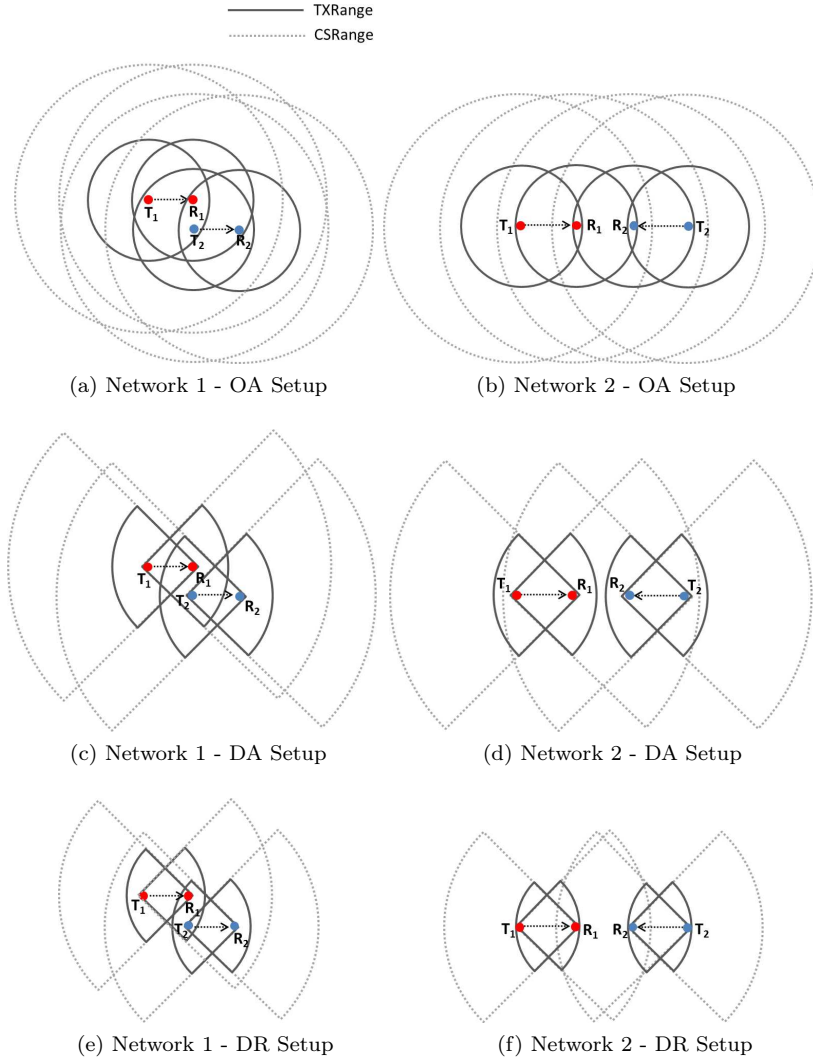 TXRange
CSRange
T1
R1
T2
R2
T1
R1
R2
T2
(a) Network 1 - OA Setup
(b) Network 2 - OA Setup
T1
R1
T2
R2
T1
R1
R2
T2
(c) Network 1 - DA Setup
(d) Network 2 - DA Setup
T1
R1
T2
R2
T1
R1
R2
T2
(e) Network 1 - DR Setup
(f) Network 2 - DR Setup